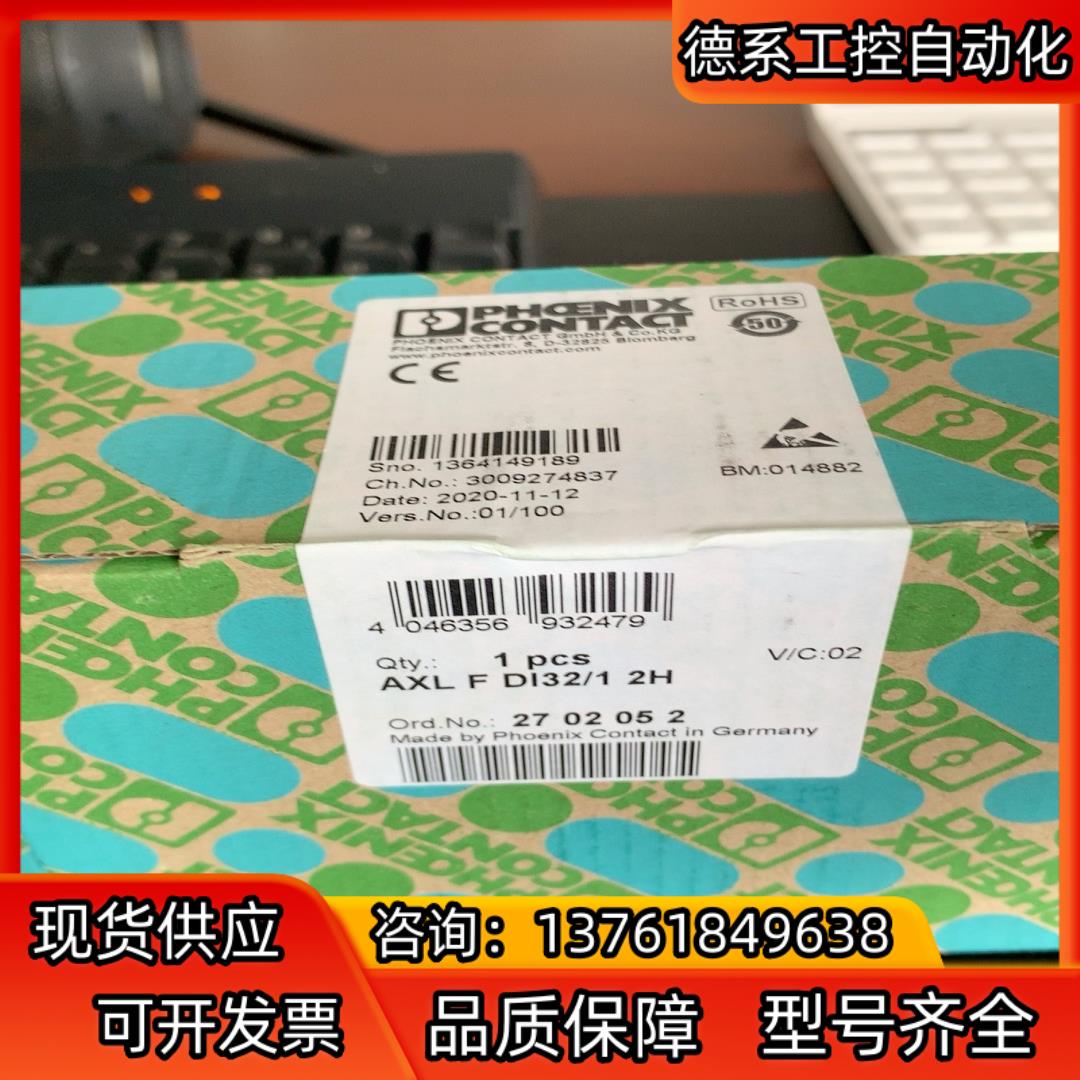 德系工控自动化
PHŒNIX
CONTACT
RoHS
50
PHOENIX CONTACT GmbH & Co.KG
Flachsmarktstr. 8, D-32825 Blomberg
www.phoenixcontact.com
CE
Sno. 1364149189
Ch.No.: 3009274837
Date: 2020-11-12
Vers.No.:01/100
BM:014882
4 046356 932479
Qty.: 1 pcs
V/C:02
AXL F DI32/1 2H
Ord.No.: 27 02 05 2
Made by Phoenix Contact in Germany
现货供应
咨询：13761849638
可开发票
品质保障
型号齐全